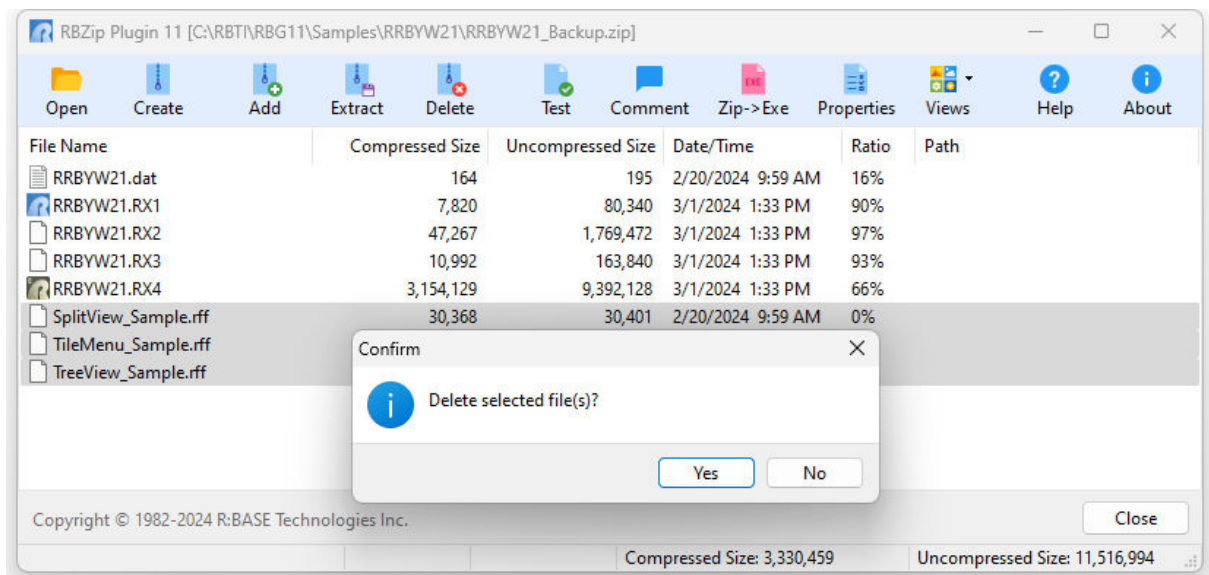 RBZip Plugin 11 [C:\RBTI\RBG11\Samples\RRBYW21\RRBYW21_Backup.zip]
Open Create Add Extract Delete Test Comment Zip->Exe Properties Views Help About
File Name Compressed Size Uncompressed Size Date/Time Ratio Path
RRBYW21.dat 164 195 2/20/2024 9:59 AM 16%
RRBYW21.RX1 7,820 80,340 3/1/2024 1:33 PM 90%
RRBYW21.RX2 47,267 1,769,472 3/1/2024 1:33 PM 97%
RRBYW21.RX3 10,992 163,840 3/1/2024 1:33 PM 93%
RRBYW21.RX4 3,154,129 9,392,128 3/1/2024 1:33 PM 66%
SplitView_Sample.rff 30,368 30,401 2/20/2024 9:59 AM 0%
TileMenu_Sample.rff
TreeView_Sample.rff
Confirm
Delete selected file(s)?
Yes No
Copyright © 1982-2024 R:BASE Technologies Inc. Close
Compressed Size: 3,330,459 Uncompressed Size: 11,516,994